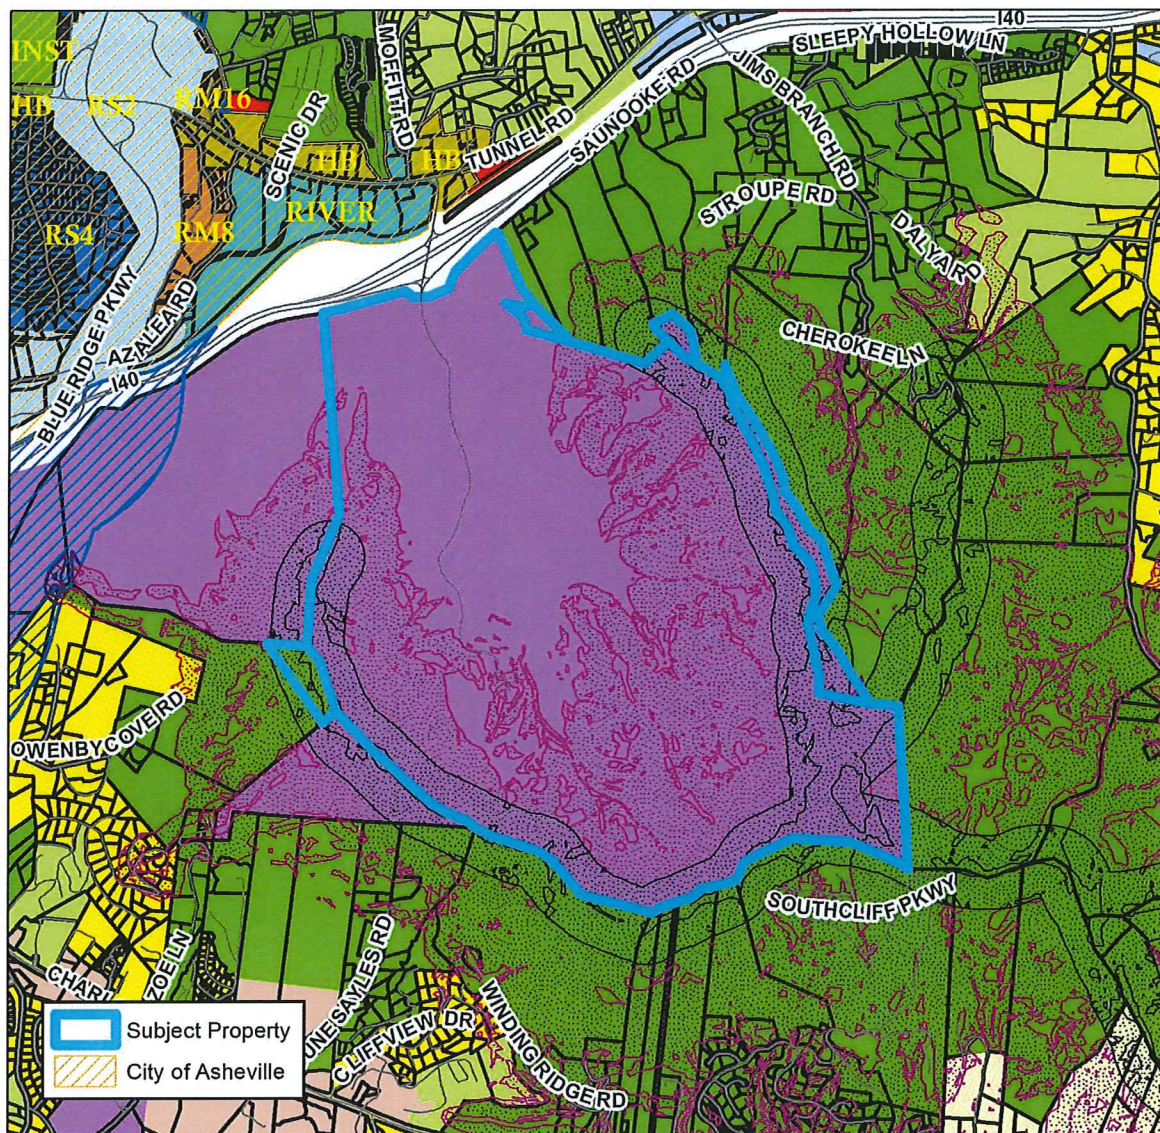 I40
SLEEPY HOLLOW LN
MOFFITT RD
INST
JIMS BRANCH RD
SAUNOOKE RD
HB
RS2
RM16
SCENIC DR
TUNNEL RD
HB
HB
STROUPE RD
RIVER
RS4
RM8
DALYA RD
BLUE RIDGE PKWY
AZALEA RD
CHEROKEE LN
I40
OWENBY COVE RD
SOUTHCLIFF PKWY
ZOE LN
WINDING RIDGE RD
CLIFFVIEW DR
Subject Property
City of Asheville